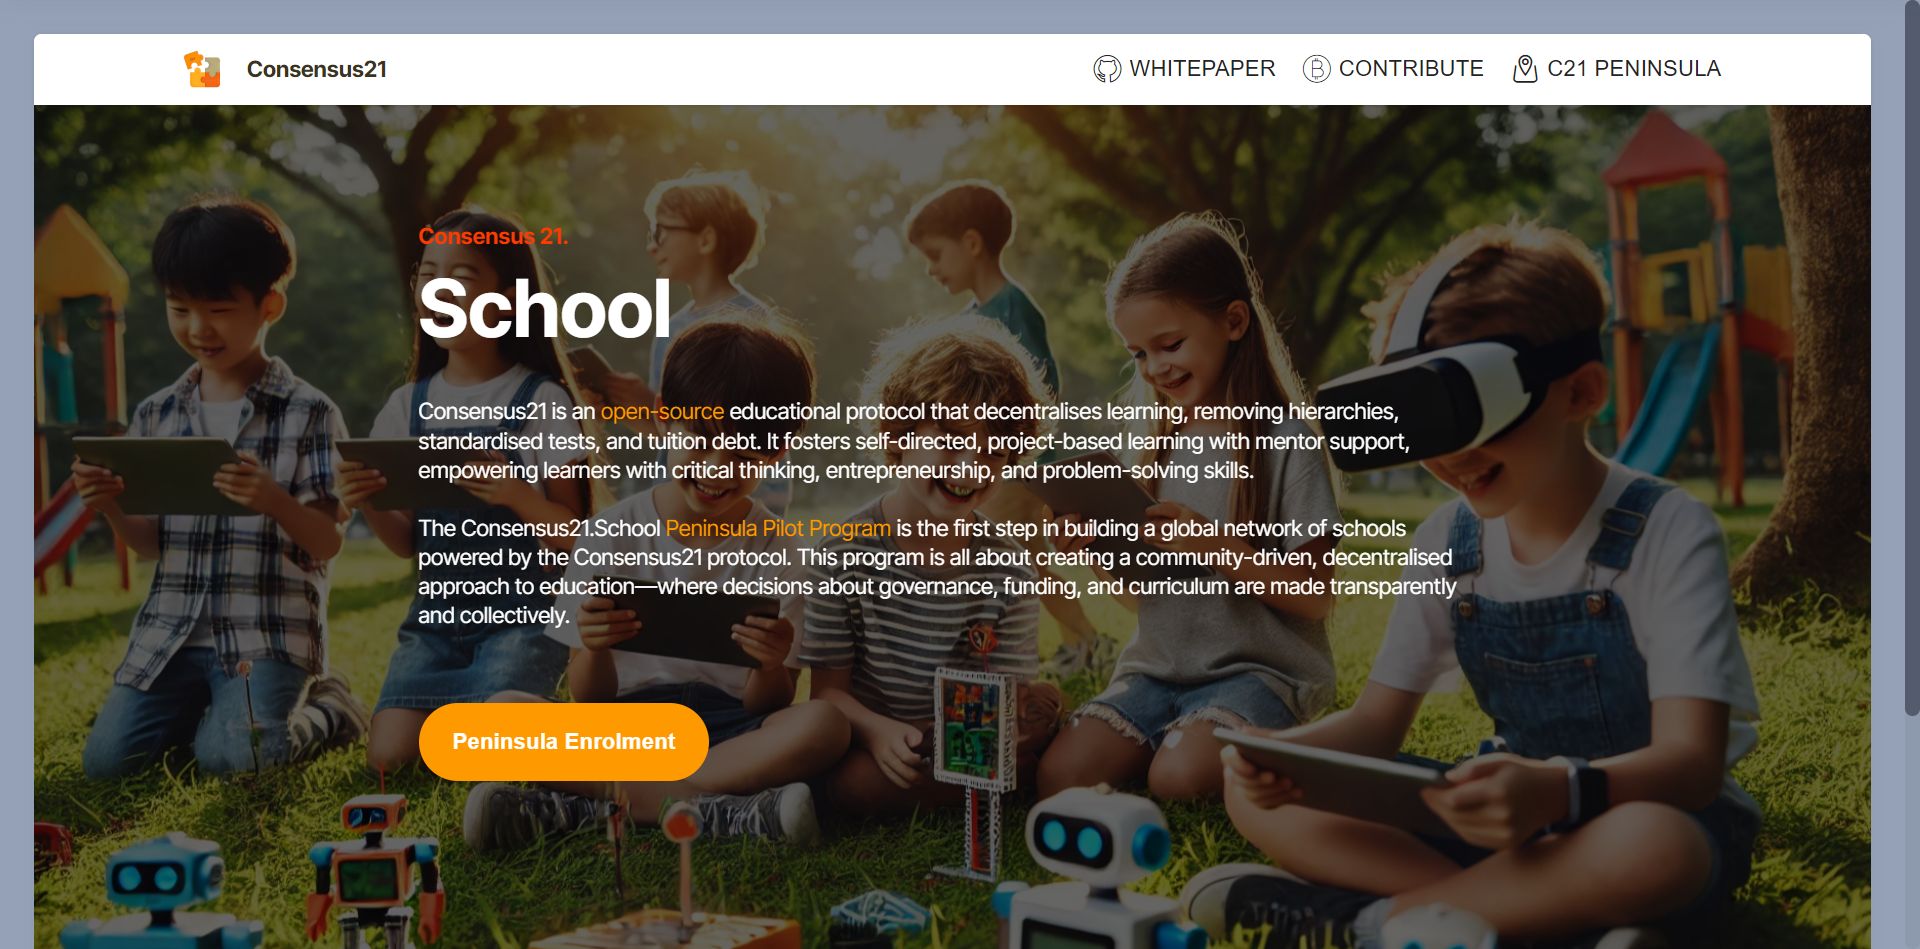 Consensus21
WHITEPAPER
CONTRIBUTE
C21 PENINSULA
Consensus 21.
School
Consensus21 is an open-source educational protocol that decentralises learning, removing hierarchies,
standardised tests, and tuition debt. It fosters self-directed, project-based learning with mentor support,
empowering learners with critical thinking, entrepreneurship, and problem-solving skills.
The Consensus21.School Peninsula Pilot Program is the first step in building a global network of schools
powered by the Consensus21 protocol. This program is all about creating a community-driven, decentralised
approach to education—where decisions about governance, funding, and curriculum are made transparently
and collectively.
Peninsula Enrolment